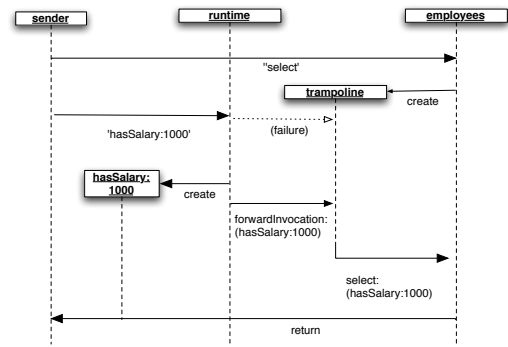 sender
runtime
employees
"select'
trampoline
create
'hasSalary:1000'
(failure)
hasSalary:
1000
create
forwardInvocation:
(hasSalary:1000)
select:
(hasSalary:1000)
return